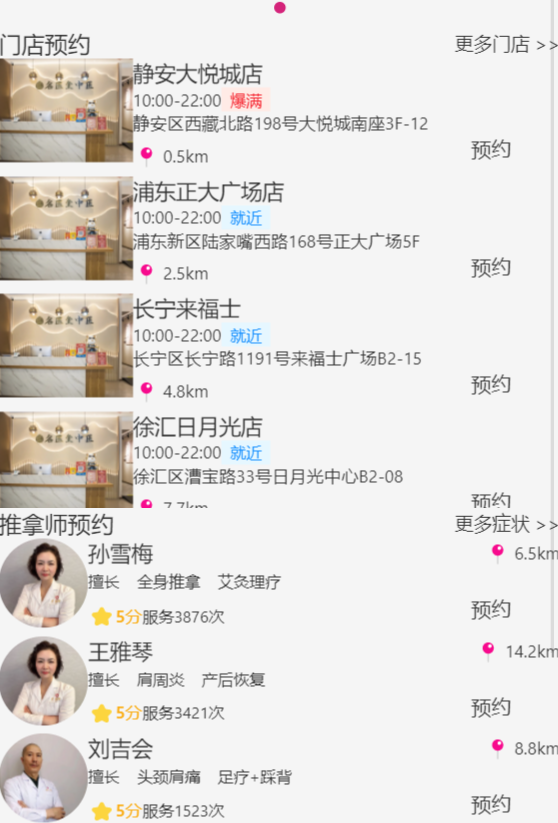 门店预约
更多门店 >>
静安大悦城店
10:00-22:00 爆满
静安区西藏北路198号大悦城南座3F-12
0.5km
预约
浦东正大广场店
10:00-22:00 就近
浦东新区陆家嘴西路168号正大广场5F
2.5km
预约
长宁来福士
10:00-22:00 就近
长宁区长宁路1191号来福士广场B2-15
4.8km
预约
徐汇日月光店
10:00-22:00 就近
徐汇区漕宝路33号日月光中心B2-08
7.7km
预约
推拿师预约
更多症状 >>
孙雪梅
6.5km
擅长 全身推拿 艾灸理疗
5分服务3876次
预约
王雅琴
14.2km
擅长 肩周炎 产后恢复
5分服务3421次
预约
刘吉会
8.8km
擅长 头颈肩痛 足疗+踩背
5分服务1523次
预约